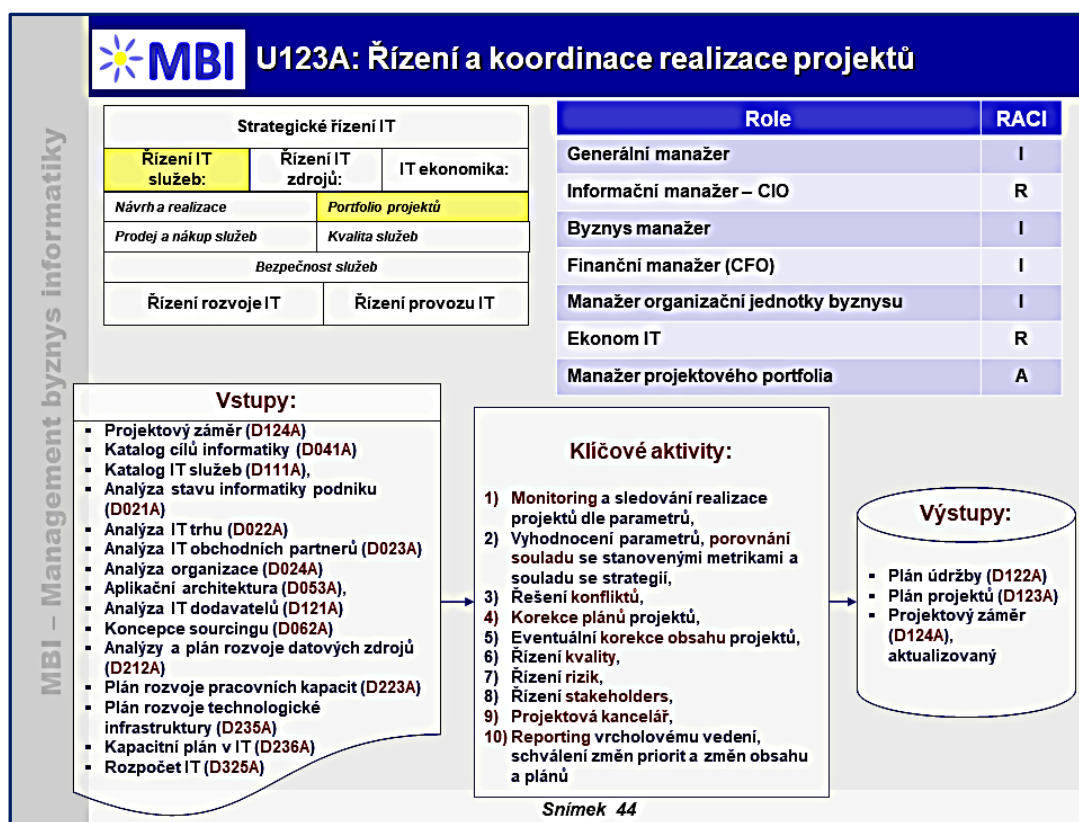 MBI
U123A: Řízení a koordinace realizace projektů
MBI – Management byznys informatiky
Strategické řízení IT
Řízení IT
služeb:
Řízení IT
zdrojů:
IT ekonomika:
Návrh a realizace
Portfolio projektů
Prodej a nákup služeb
Kvalita služeb
Bezpečnost služeb
Řízení rozvoje IT
Řízení provozu IT
Role RACI
Generální manažer I
Informační manažer – CIO R
Byznys manažer I
Finanční manažer (CFO) I
Manažer organizační jednotky byznysu I
Ekonom IT R
Manažer projektového portfolia A
Vstupy:
▪ Projektový záměr (D124A)
▪ Katalog cílů informatiky (D041A)
▪ Katalog IT služeb (D111A),
▪ Analýza stavu informatiky podniku
(D021A)
▪ Analýza IT trhu (D022A)
▪ Analýza IT obchodních partnerů (D023A)
▪ Analýza organizace (D024A)
▪ Aplikační architektura (D053A),
▪ Analýza IT dodavatelů (D121A)
▪ Koncepce sourcingu (D062A)
▪ Analýzy a plán rozvoje datových zdrojů
(D212A)
▪ Plán rozvoje pracovních kapacit (D223A)
▪ Plán rozvoje technologické
infrastruktury (D235A)
▪ Kapacitní plán v IT (D236A)
▪ Rozpočet IT (D325A)
Klíčové aktivity:
1) Monitoring a sledování realizace
projektů dle parametrů,
2) Vyhodnocení parametrů, porovnání
souladu se stanovenými metrikami a
souladu se strategií,
3) Řešení konfliktů,
4) Korekce plánů projektů,
5) Eventuální korekce obsahu projektů,
6) Řízení kvality,
7) Řízení rizik,
8) Řízení stakeholders,
9) Projektová kancelář,
10) Reporting vrcholovému vedení,
schválení změn priorit a změn obsahu
a plánů
Výstupy:
▪ Plán údržby (D122A)
▪ Plán projektů (D123A)
▪ Projektový záměr
(D124A),
aktualizovaný
Snímek 44